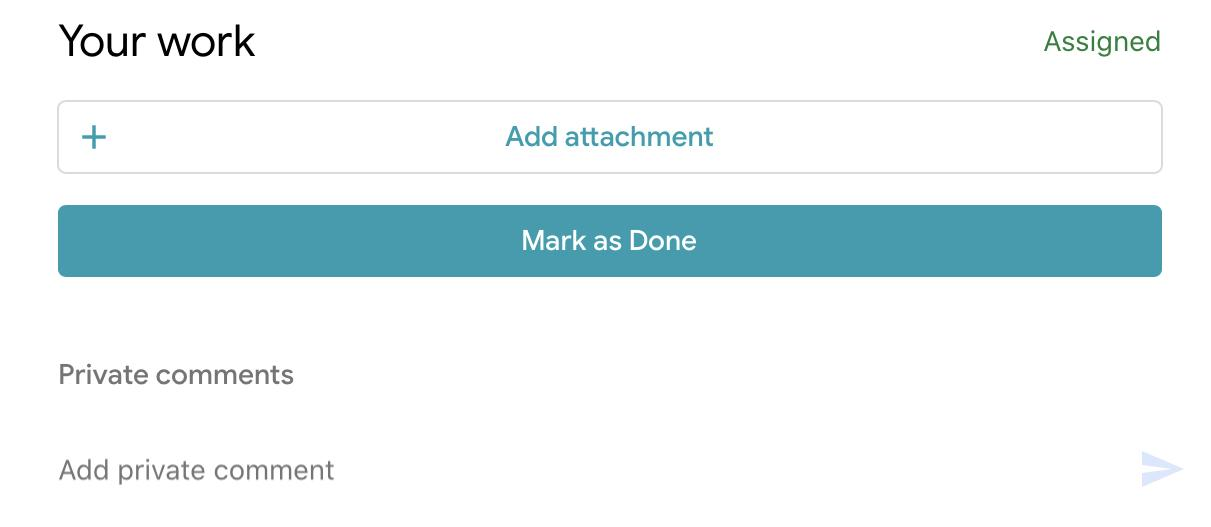 Your work
Assigned
Add attachment
Mark as Done
Private comments
Add private comment